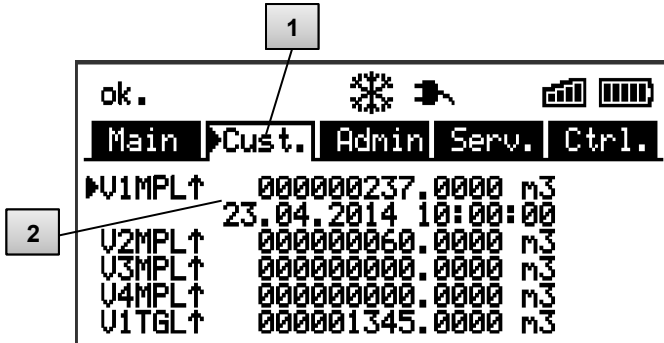 1
ok.
Main Cust. Admin Serv. Ctrl.
V1MPL↑ 000000237.0000 m3
23.04.2014 10:00:00
2
V2MPL↑ 000000060.0000 m3
V3MPL↑ 000000000.0000 m3
V4MPL↑ 000000000.0000 m3
V1TGL↑ 000001345.0000 m3